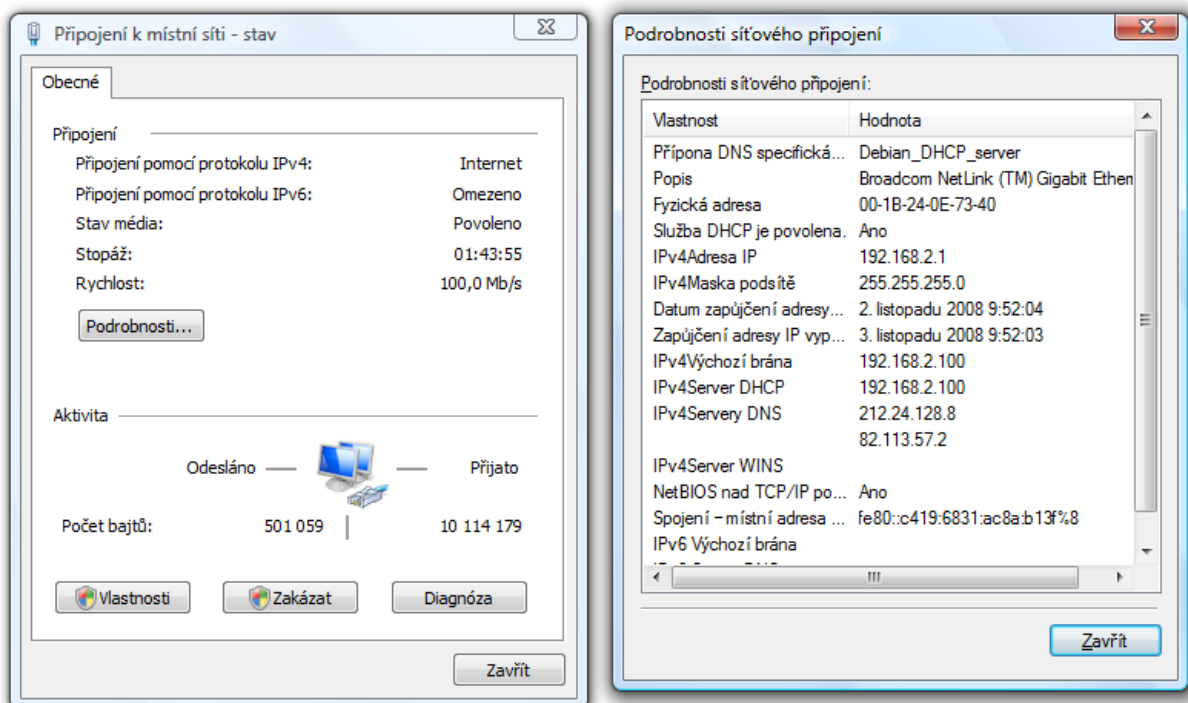 Připojení k místní síti - stav
Obecné
Připojení
Připojení pomocí protokolu IPv4: Internet
Připojení pomocí protokolu IPv6: Omezeno
Stav média: Povoleno
Stopáž: 01:43:55
Rychlost: 100,0 Mb/s
Podrobnosti...
Aktivita
Odesláno Přijato
Počet bajtů: 501 059 10 114 179
Vlastnosti Zakázat Diagnóza
Zavřít
Podrobnosti síťového připojení
Podrobnosti síťového připojení:
Vlastnost Hodnota
Přípona DNS specifická... Debian_DHCP_server
Popis Broadcom NetLink (TM) Gigabit Ethern
Fyzická adresa 00-1B-24-0E-73-40
Služba DHCP je povolena. Ano
IPv4Adresa IP 192.168.2.1
IPv4Maska podsítě 255.255.255.0
Datum zapůjčení adresy... 2. listopadu 2008 9:52:04
Zapůjčení adresy IP vyp... 3. listopadu 2008 9:52:03
IPv4Výchozí brána 192.168.2.100
IPv4Server DHCP 192.168.2.100
IPv4Servery DNS 212.24.128.8
82.113.57.2
IPv4Server WINS
NetBIOS nad TCP/IP po... Ano
Spojení – místní adresa ... fe80::c419:6831:ac8a:b13f%8
IPv6 Výchozí brána
Zavřít